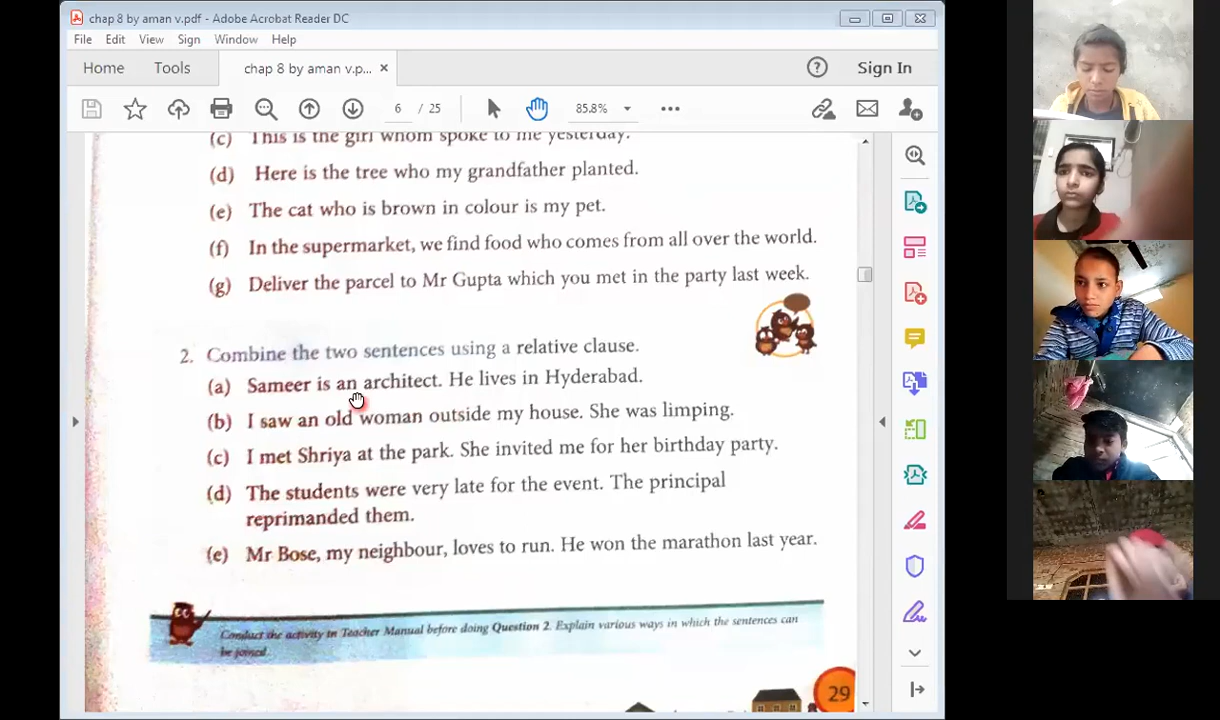 chap 8 by aman v.pdf - Adobe Acrobat Reader DC
File Edit View Sign Window Help
Home Tools chap 8 by aman v.p... × Sign In
6 / 25 85.8%
(c) This is the girl whom spoke to me yesterday.
(d) Here is the tree who my grandfather planted.
(e) The cat who is brown in colour is my pet.
(f) In the supermarket, we find food who comes from all over the world.
(g) Deliver the parcel to Mr Gupta which you met in the party last week.
2. Combine the two sentences using a relative clause.
(a) Sameer is an architect. He lives in Hyderabad.
(b) I saw an old woman outside my house. She was limping.
(c) I met Shriya at the park. She invited me for her birthday party.
(d) The students were very late for the event. The principal
reprimanded them.
(e) Mr Bose, my neighbour, loves to run. He won the marathon last year.
Conduct the activity in Teacher Manual before doing Question 2. Explain various ways in which the sentences can
be joined.
29